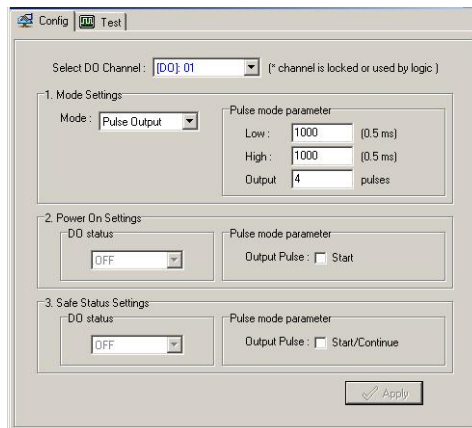 Config Test
Select DO Channel : [DO]: 01 (* channel is locked or used by logic )
1. Mode Settings
Mode : Pulse Output
Pulse mode parameter
Low : 1000 (0.5 ms)
High : 1000 (0.5 ms)
Output 4 pulses
2. Power On Settings
DO status
OFF
Pulse mode parameter
Output Pulse : Start
3. Safe Status Settings
DO status
OFF
Pulse mode parameter
Output Pulse : Start/Continue
Apply